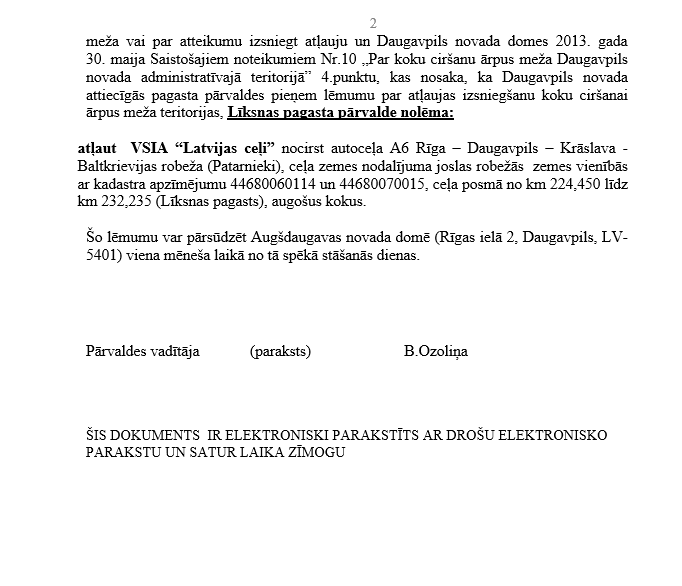 2
meža vai par atteikumu izsniegt atļauju un Daugavpils novada domes 2013. gada
30. maija Saistošajiem noteikumiem Nr.10 „Par koku ciršanu ārpus meža Daugavpils
novada administratīvajā teritorijā” 4.punktu, kas nosaka, ka Daugavpils novada
attiecīgās pagasta pārvaldes pieņem lēmumu par atļaujas izsniegšanu koku ciršanai
ārpus meža teritorijas, Līksnas pagasta pārvalde nolēma:
atļaut VSIA “Latvijas ceļi” nocirst autoceļa A6 Rīga – Daugavpils – Krāslava -
Baltkrievijas robeža (Patarnieki), ceļa zemes nodalījuma joslas robežās zemes vienībās
ar kadastra apzīmējumu 44680060114 un 44680070015, ceļa posmā no km 224,450 līdz
km 232,235 (Līksnas pagasts), augošus kokus.
Šo lēmumu var pārsūdzēt Augšdaugavas novada domē (Rīgas ielā 2, Daugavpils, LV-
5401) viena mēneša laikā no tā spēkā stāšanās dienas.
Pārvaldes vadītāja (paraksts) B.Ozoliņa
ŠIS DOKUMENTS IR ELEKTRONISKI PARAKSTĪTS AR DROŠU ELEKTRONISKO
PARAKSTU UN SATUR LAIKA ZĪMOGU